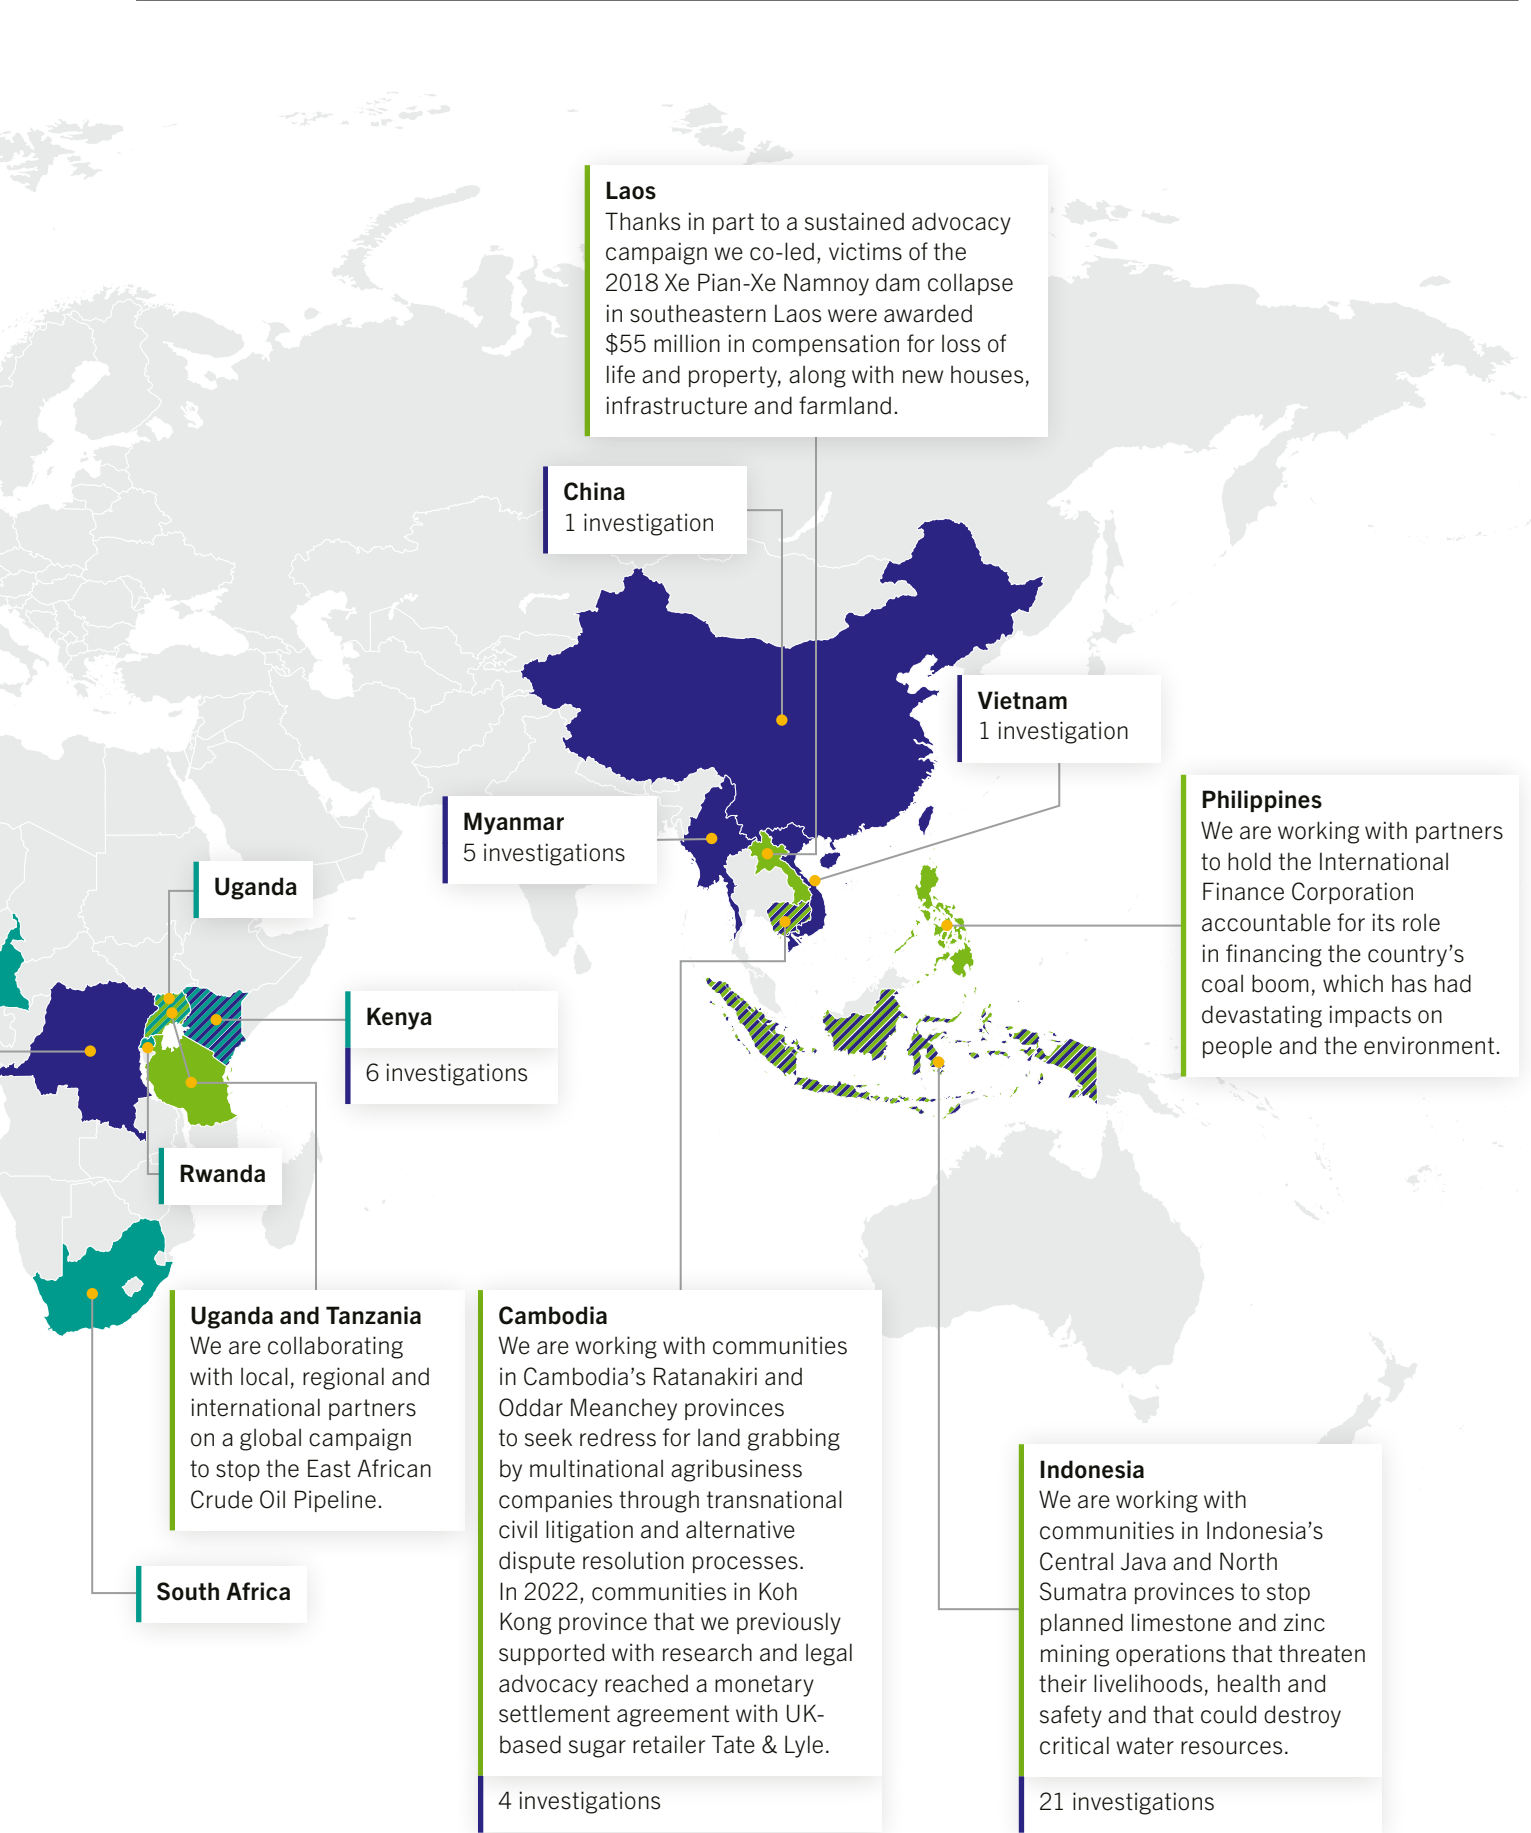 Laos
Thanks in part to a sustained advocacy
campaign we co-led, victims of the
2018 Xe Pian-Xe Namnoy dam collapse
in southeastern Laos were awarded
$55 million in compensation for loss of
life and property, along with new houses,
infrastructure and farmland.
China
1 investigation
Vietnam
1 investigation
Philippines
We are working with partners
to hold the International
Finance Corporation
accountable for its role
in financing the country’s
coal boom, which has had
devastating impacts on
people and the environment.
Myanmar
5 investigations
Uganda
Kenya
6 investigations
Rwanda
Uganda and Tanzania
We are collaborating
with local, regional and
international partners
on a global campaign
to stop the East African
Crude Oil Pipeline.
South Africa
Cambodia
We are working with communities
in Cambodia’s Ratanakiri and
Oddar Meanchey provinces
to seek redress for land grabbing
by multinational agribusiness
companies through transnational
civil litigation and alternative
dispute resolution processes.
In 2022, communities in Koh
Kong province that we previously
supported with research and legal
advocacy reached a monetary
settlement agreement with UK-
based sugar retailer Tate & Lyle.
4 investigations
Indonesia
We are working with
communities in Indonesia’s
Central Java and North
Sumatra provinces to stop
planned limestone and zinc
mining operations that threaten
their livelihoods, health and
safety and that could destroy
critical water resources.
21 investigations